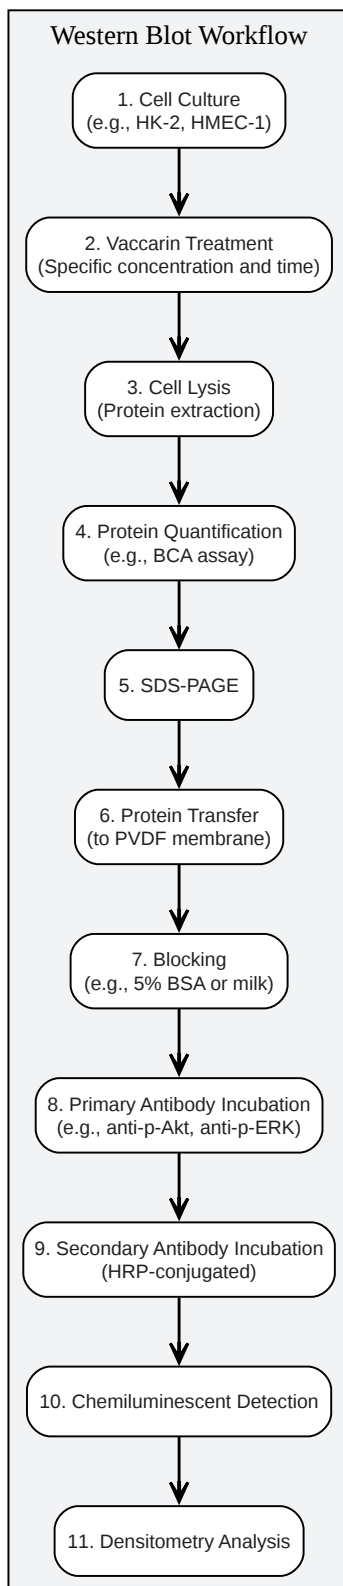 Western Blot Workflow
1. Cell Culture
(e.g., HK-2, HMEC-1)
2. Vaccarin Treatment
(Specific concentration and time)
3. Cell Lysis
(Protein extraction)
4. Protein Quantification
(e.g., BCA assay)
5. SDS-PAGE
6. Protein Transfer
(to PVDF membrane)
7. Blocking
(e.g., 5% BSA or milk)
8. Primary Antibody Incubation
(e.g., anti-p-Akt, anti-p-ERK)
9. Secondary Antibody Incubation
(HRP-conjugated)
10. Chemiluminescent Detection
11. Densitometry Analysis